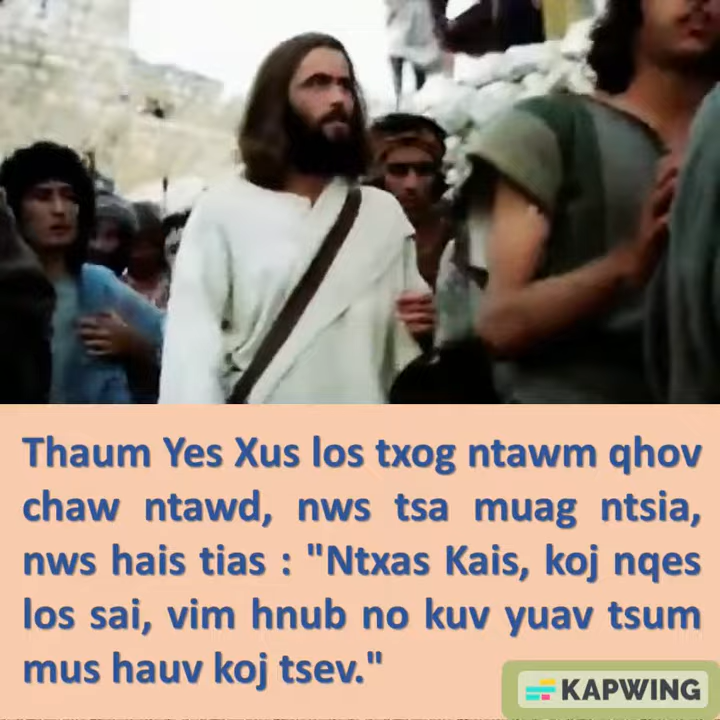 Thaum Yes Xus los txog ntawm qhov
chaw ntawd, nws tsa muag ntsia,
nws hais tias : "Ntxas Kais, koj nqes
los sai, vim hnub no kuv yuav tsum
mus hauv koj tsev."
KAPWING